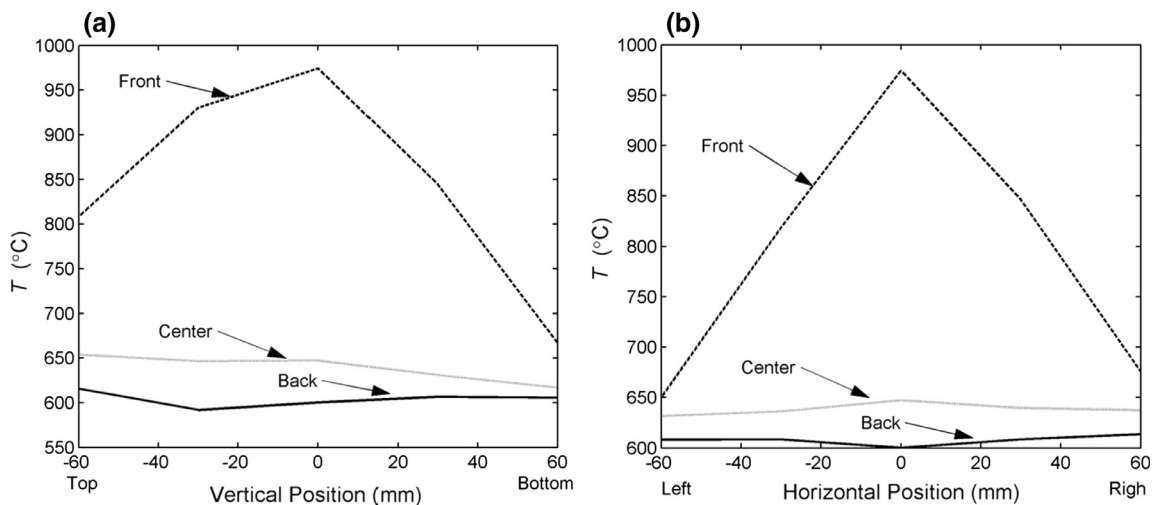 (a)
1000
950
900
850
800
750
700
650
600
550
T (°C)
Front
Center
Back
-60 -40 -20 0 20 40 60
Top Bottom
Vertical Position (mm)
(b)
1000
950
900
850
800
750
700
650
600
T (°C)
Front
Center
Back
-60 -40 -20 0 20 40 60
Left Righ
Horizontal Position (mm)